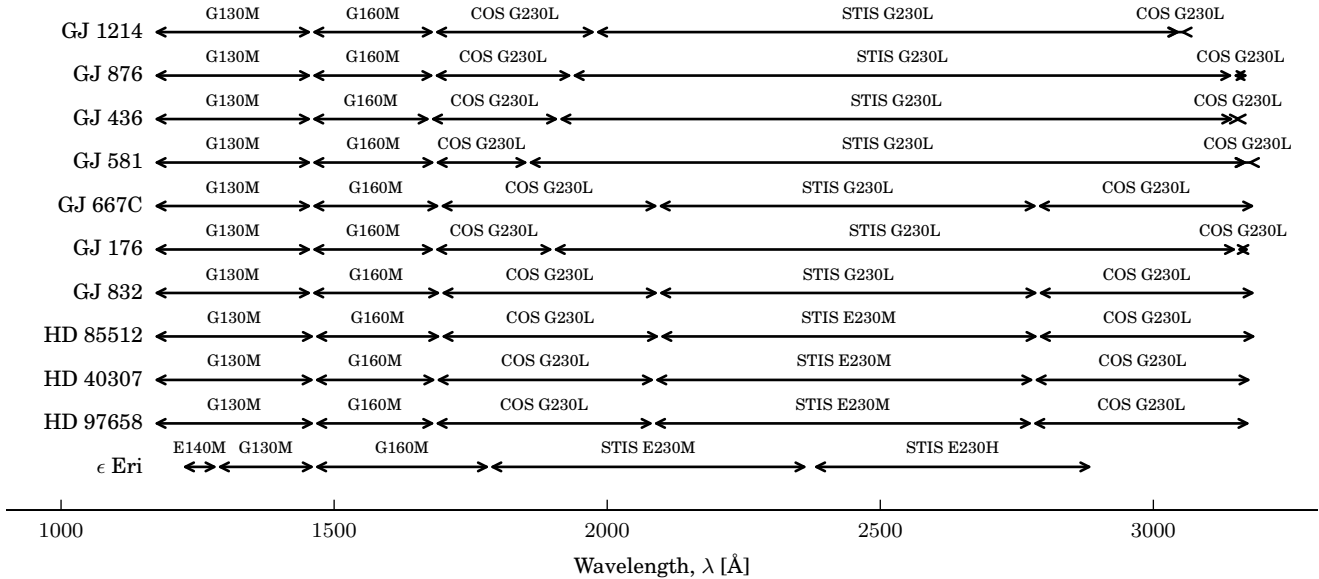 G130M G160M COS G230L STIS G230L COS G230L
GJ 1214
G130M G160M COS G230L STIS G230L COS G230L
GJ 876
G130M G160M COS G230L STIS G230L COS G230L
GJ 436
G130M G160M COS G230L STIS G230L COS G230L
GJ 581
G130M G160M COS G230L STIS G230L COS G230L
GJ 667C
G130M G160M COS G230L STIS G230L COS G230L
GJ 176
G130M G160M COS G230L STIS G230L COS G230L
GJ 832
G130M G160M COS G230L STIS E230M COS G230L
HD 85512
G130M G160M COS G230L STIS E230M COS G230L
HD 40307
G130M G160M COS G230L STIS E230M COS G230L
HD 97658
E140M G130M G160M STIS E230M STIS E230H
ϵ Eri
1000 1500 2000 2500 3000
Wavelength, λ [Å]